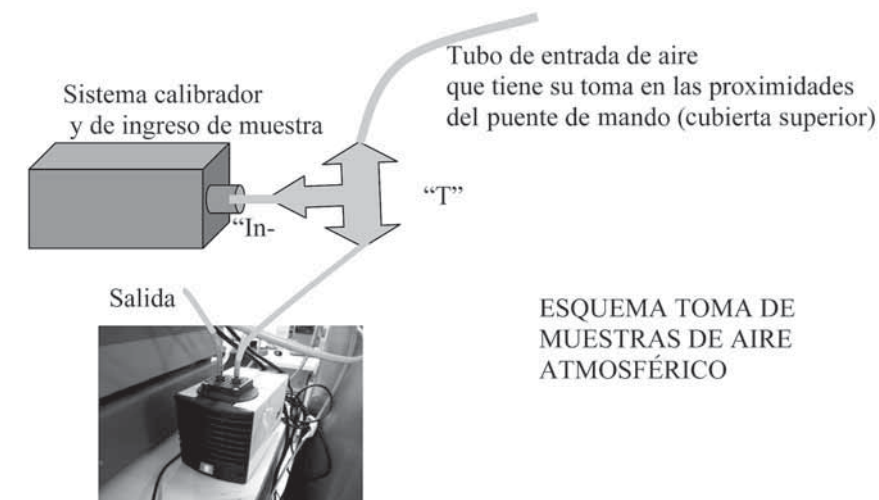 Tubo de entrada de aire
que tiene su toma en las proximidades
del puente de mando (cubierta superior)
Sistema calibrador
y de ingreso de muestra
“T”
“In-
Salida
ESQUEMA TOMA DE
MUESTRAS DE AIRE
ATMOSFÉRICO